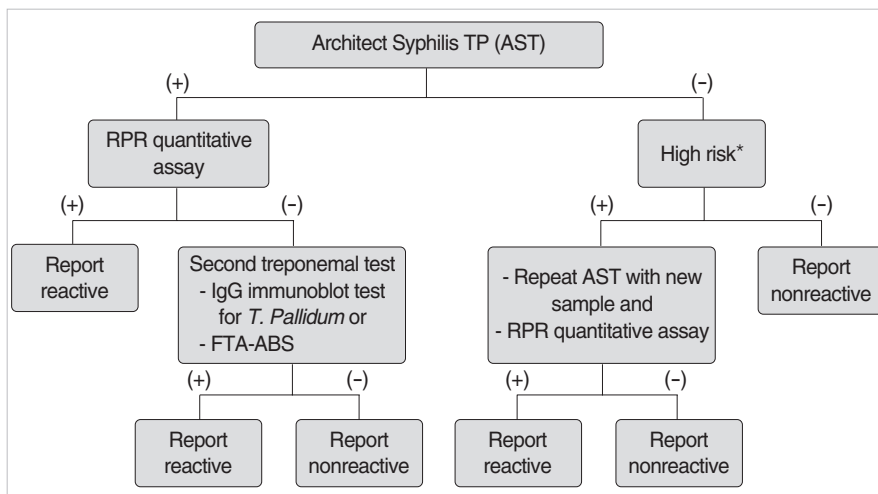 Architect Syphilis TP (AST)
(+)
(–)
RPR quantitative
assay
High risk*
(+)
(–)
(+)
(–)
Report
reactive
Second treponemal test
- IgG immunoblot test
for T. Pallidum or
- FTA-ABS
- Repeat AST with new
sample and
- RPR quantitative assay
Report
nonreactive
(+)
(–)
(+)
(–)
Report
reactive
Report
nonreactive
Report
reactive
Report
nonreactive